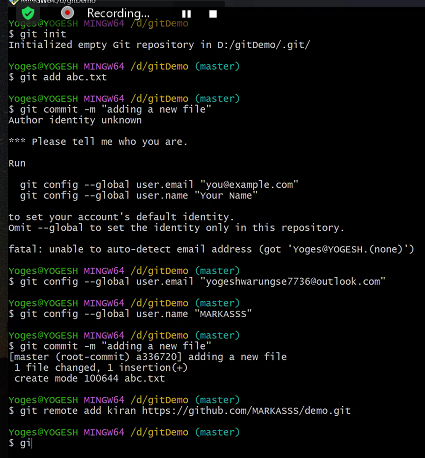 Recording...
Yoges@YOGESH MINGW64 /d/gitDemo
$ git init
Initialized empty Git repository in D:/gitDemo/.git/
Yoges@YOGESH MINGW64 /d/gitDemo (master)
$ git add abc.txt
Yoges@YOGESH MINGW64 /d/gitDemo (master)
$ git commit -m "adding a new file"
Author identity unknown
*** Please tell me who you are.
Run
git config --global user.email "you@example.com"
git config --global user.name "Your Name"
to set your account's default identity.
Omit --global to set the identity only in this repository.
fatal: unable to auto-detect email address (got 'Yoges@YOGESH.(none)')
Yoges@YOGESH MINGW64 /d/gitDemo (master)
$ git config --global user.email "yogeshwarungse7736@outlook.com"
Yoges@YOGESH MINGW64 /d/gitDemo (master)
$ git config --global user.name "MARKASSS"
Yoges@YOGESH MINGW64 /d/gitDemo (master)
$ git commit -m "adding a new file"
[master (root-commit) a336720] adding a new file
1 file changed, 1 insertion(+)
create mode 100644 abc.txt
Yoges@YOGESH MINGW64 /d/gitDemo (master)
$ git remote add kiran https://github.com/MARKASSS/demo.git
Yoges@YOGESH MINGW64 /d/gitDemo (master)
$ gi